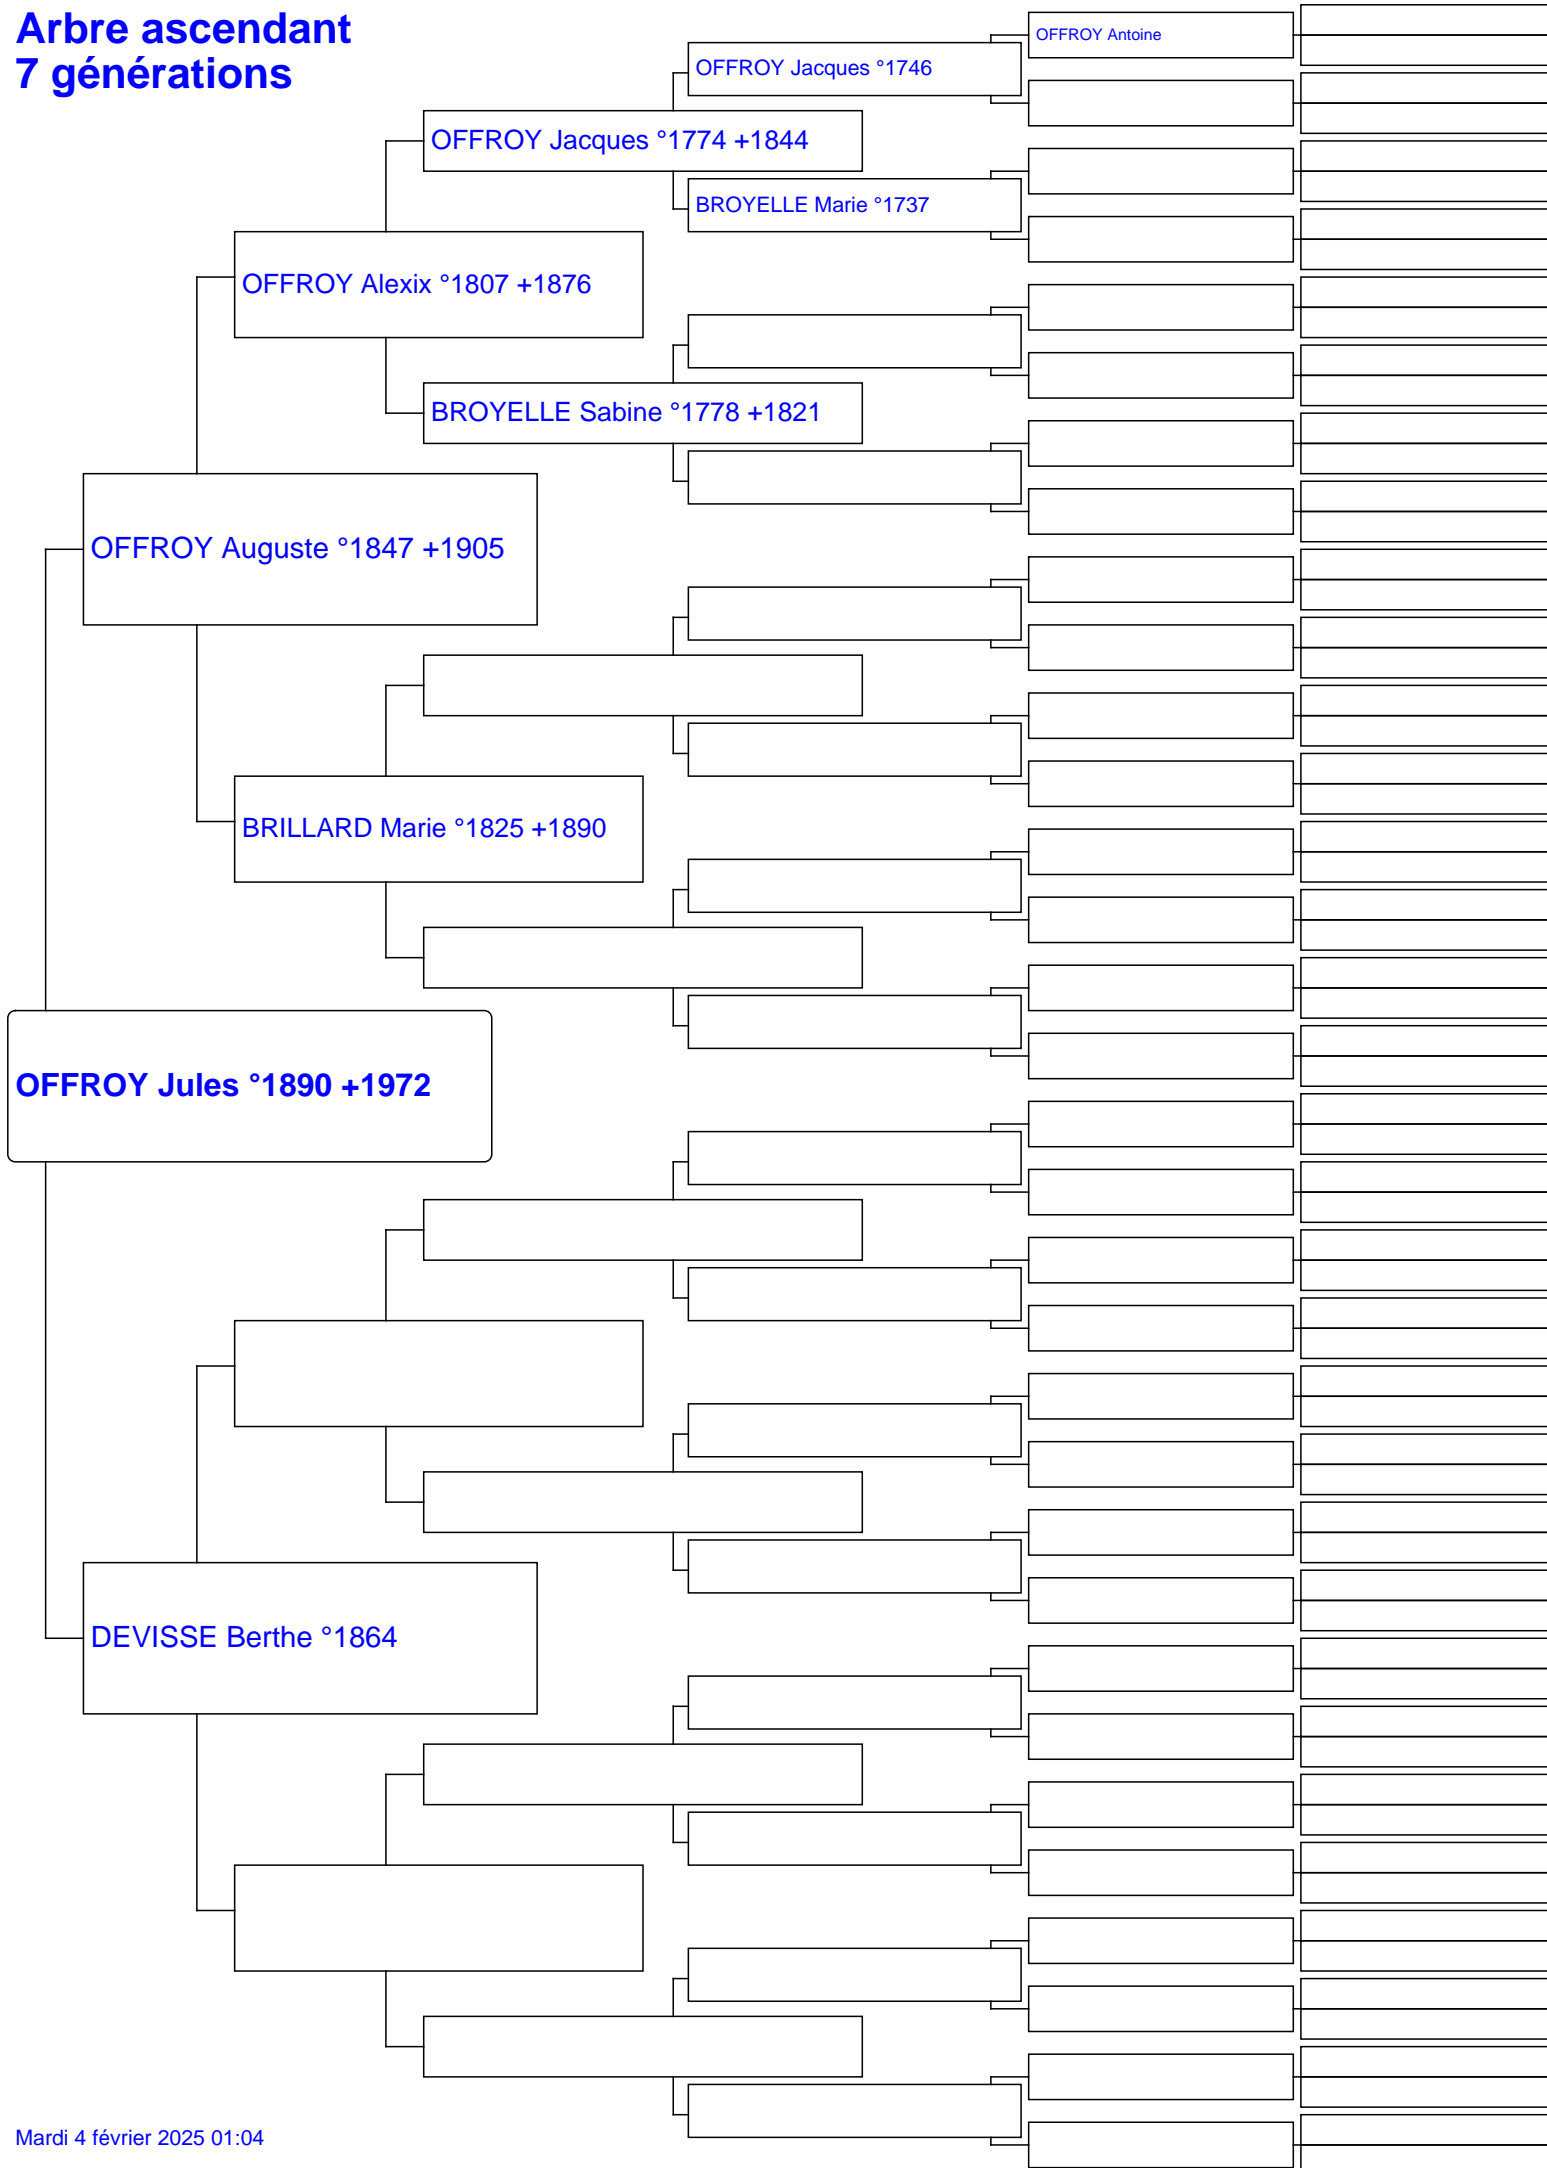 Arbre ascendant
7 générations
OFFROY Antoine
OFFROY Jacques °1746
OFFROY Jacques °1774 +1844
BROYELLE Marie °1737
OFFROY Alexix °1807 +1876
BROYELLE Sabine °1778 +1821
OFFROY Auguste °1847 +1905
BRILLARD Marie °1825 +1890
OFFROY Jules °1890 +1972
DEVISSE Berthe °1864
Mardi 4 février 2025 01:04